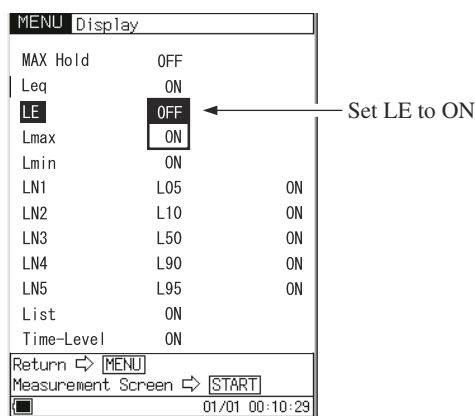 MENU Display
MAX Hold OFF
Leq ON
LE OFF
Set LE to ON
Lmax ON
Lmin ON
LN1 L05 ON
LN2 L10 ON
LN3 L50 ON
LN4 L90 ON
LN5 L95 ON
List ON
Time-Level ON
Return ⇨ MENU
Measurement Screen ⇨ START
01/01 00:10:29